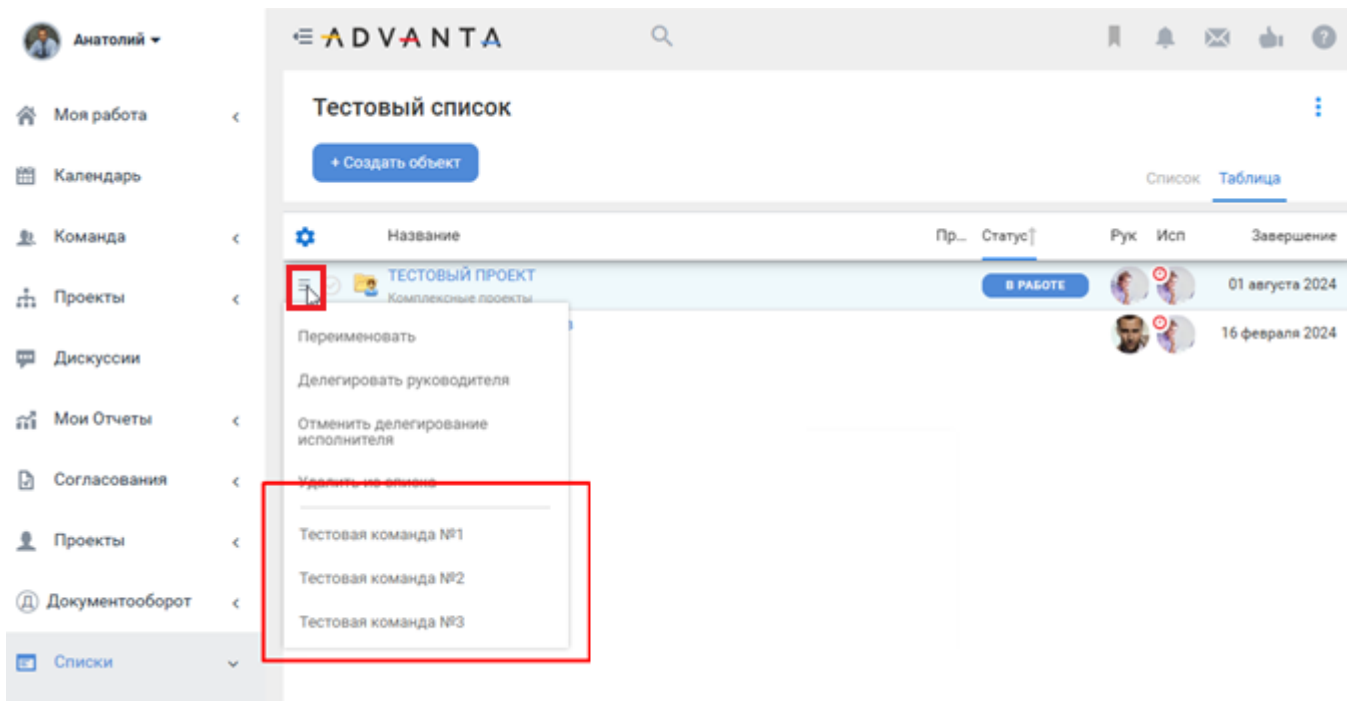 Анатолий
ADVANTA
Моя работа
Календарь
Команда
Проекты
Дискуссии
Мои Отчеты
Согласования
Проекты
Д Документооборот
Списки
Тестовый список
+ Создать объект
Список Таблица
Название Пр... Статус Рук Исп Завершение
ТЕСТОВЫЙ ПРОЕКТ
Комплексные проекты
В РАБОТЕ
01 августа 2024
16 февраля 2024
Переименовать
Делегировать руководителя
Отменить делегирование
исполнителя
Удалить из списка
Тестовая команда №1
Тестовая команда №2
Тестовая команда №3